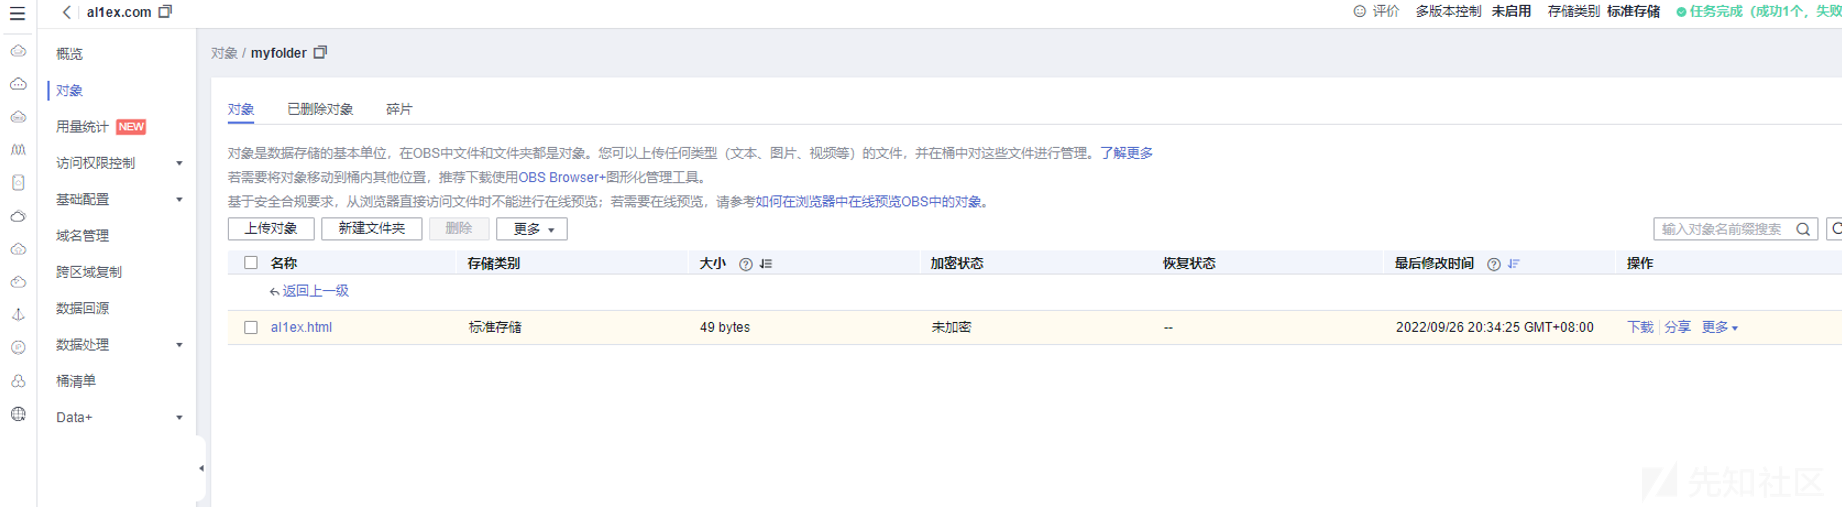 al1ex.com 评价 多版本控制 未启用 存储类别 标准存储 任务完成（成功1个，失败
概览
对象
用量统计 NEW
访问权限控制
基础配置
域名管理
跨区域复制
数据回源
数据处理
桶清单
Data+
对象 / myfolder
对象 已删除对象 碎片
对象是数据存储的基本单位，在OBS中文件和文件夹都是对象。您可以上传任何类型（文本、图片、视频等）的文件，并在桶中对这些文件进行管理。了解更多
若需要将对象移动到桶内其他位置，推荐下载使用OBS Browser+图形化管理工具。
基于安全合规要求，从浏览器直接访问文件时不能进行在线预览；若需要在线预览，请参考如何在浏览器中在线预览OBS中的对象。
上传对象 新建文件夹 删除 更多 输入对象名前缀搜索
名称 存储类别 大小 加密状态 恢复状态 最后修改时间 操作
返回上一级
al1ex.html 标准存储 49 bytes 未加密 -- 2022/09/26 20:34:25 GMT+08:00 下载 分享 更多
先知社区